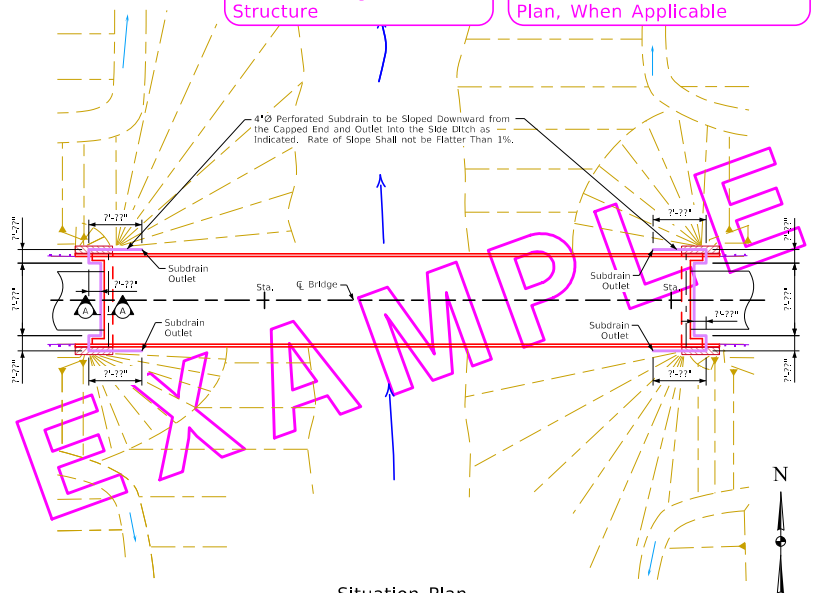 Structure
Plan, When Applicable
4"Ø Perforated Subdrain to be Sloped Downward from
the Capped End and Outlet Into the Side Ditch as
Indicated. Rate of Slope Shall not be Flatter Than 1%.
?'-??"
?'-??"
?'-??"
?'-??"
Subdrain
Outlet
Subdrain
Outlet
?'-??"
?'-??"
?'-??"
Sta.
℄ Bridge
Sta.
A
A
?'-??"
Subdrain
Outlet
Subdrain
Outlet
?'-??"
?'-??"
?'-??"
?'-??"
EXAMPLE
N
Situation Plan